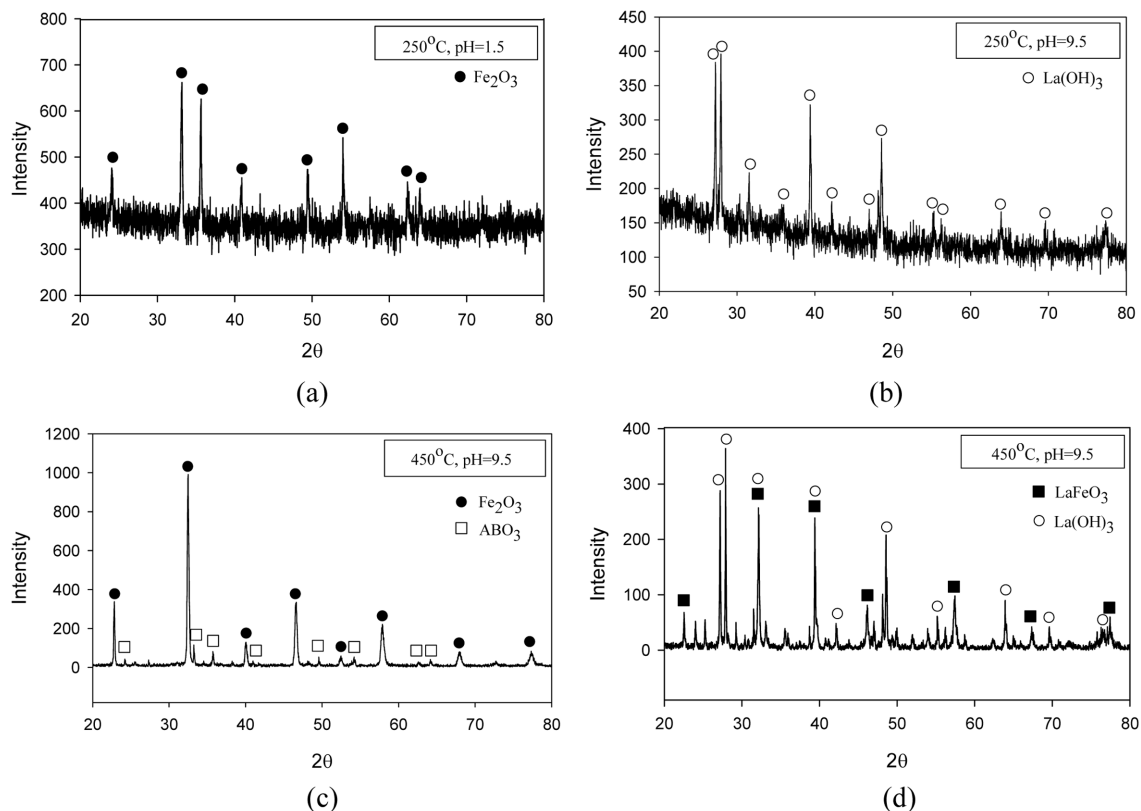 250°C, pH=1.5
● Fe2O3
Intensity
800
700
600
500
400
300
200
20 30 40 50 60 70 80
2θ
(a)
250°C, pH=9.5
○ La(OH)3
Intensity
450
400
350
300
250
200
150
100
50
20 30 40 50 60 70 80
2θ
(b)
450°C, pH=9.5
● Fe2O3
□ ABO3
Intensity
1200
1000
800
600
400
200
0
20 30 40 50 60 70 80
2θ
(c)
450°C, pH=9.5
■ LaFeO3
○ La(OH)3
Intensity
400
300
200
100
0
20 30 40 50 60 70 80
2θ
(d)